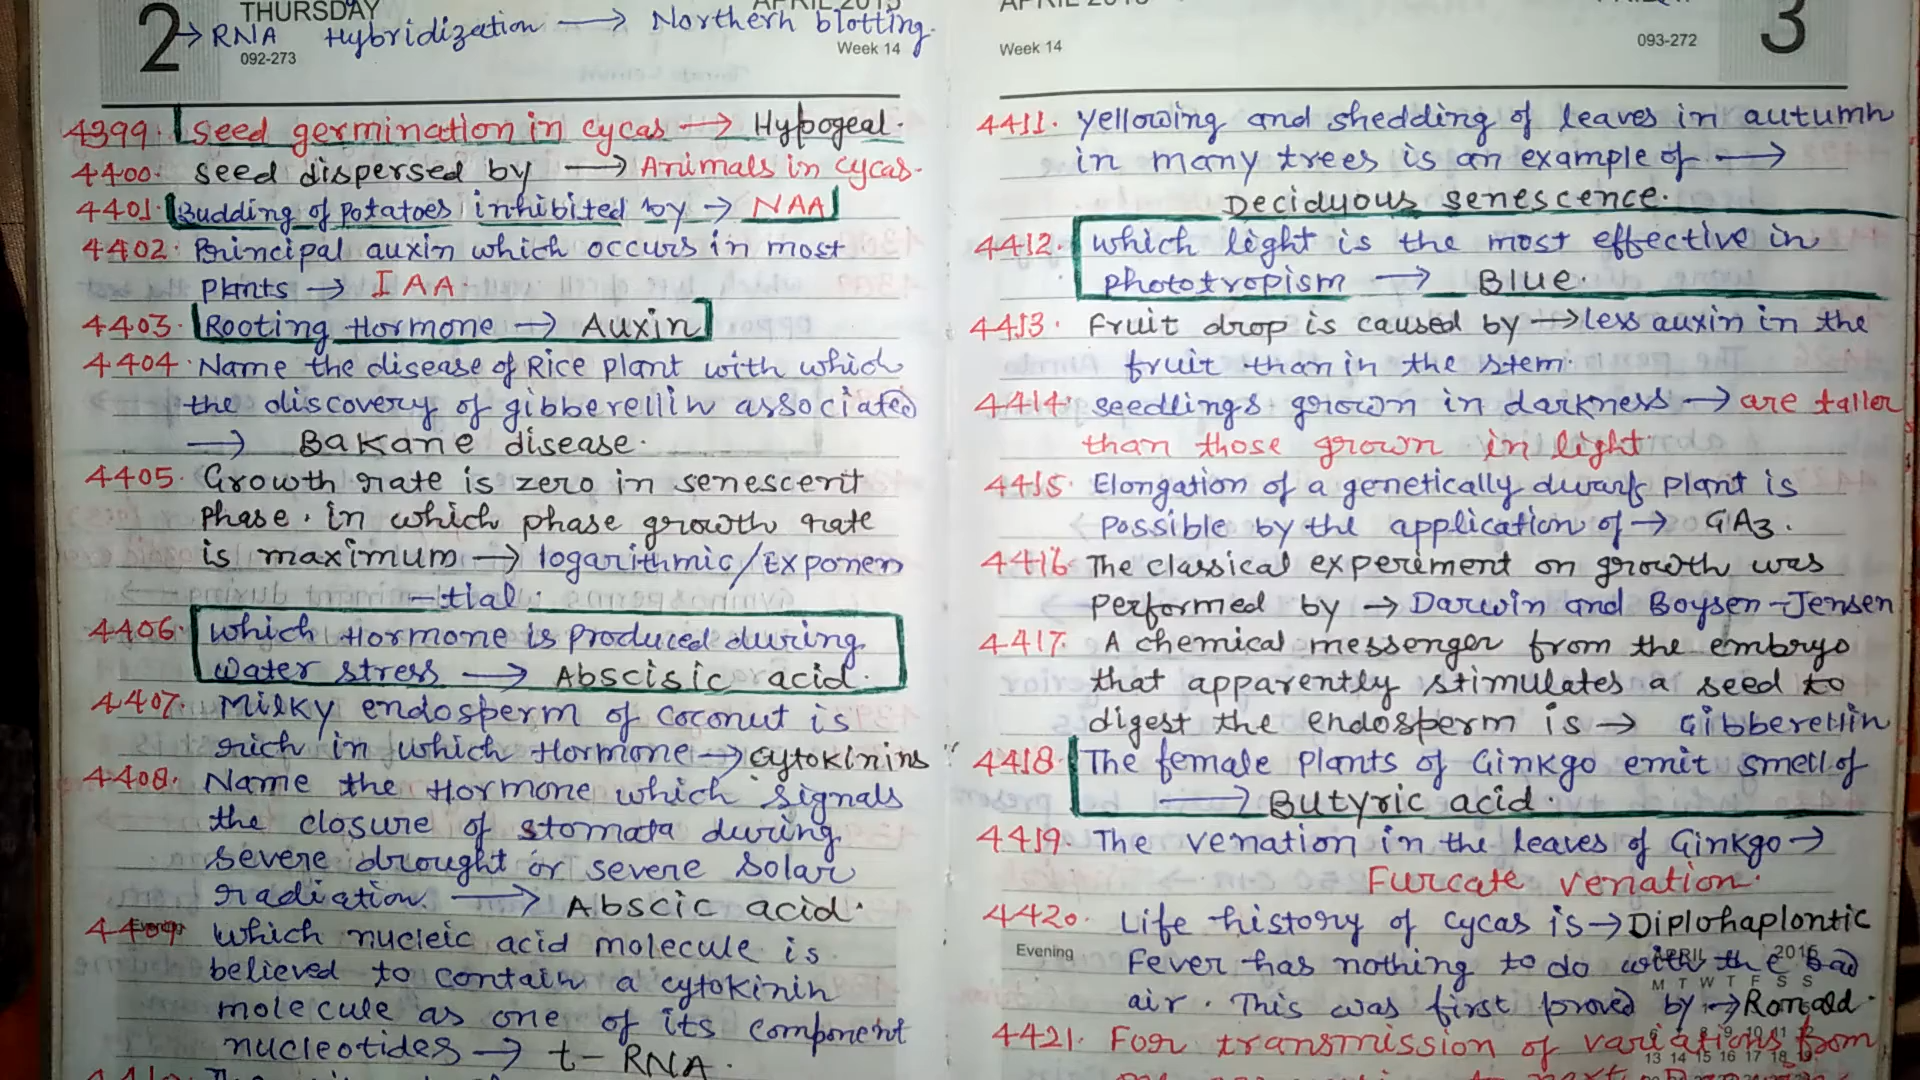 THURSDAY
2 → RNA Hybridization → Northern blotting.
092-273
Week 14
4399. Seed germination in cycas → Hypogeal.
4400. seed dispersed by → Animals in cycas.
4401. Budding of potatoes inhibited by → NAA
4402. Principal auxin which occurs in most
plants → IAA.
4403. Rooting Hormone → Auxin
4404. Name the disease of Rice plant with which
the discovery of gibberellin associated
→ Bakane disease.
4405. Growth rate is zero in senescent
phase. in which phase growth rate
is maximum → logarithmic/Exponen
-tial.
4406. which Hormone is produced during
water stress → Abscisic acid.
4407. Milky endosperm of coconut is
rich in which Hormone → Cytokinins
4408. Name the Hormone which signals
the closure of stomata during
severe drought or severe solar
radiation. → Abscic acid.
4409. which nucleic acid molecule is
believed to contain a cytokinin
molecule as one of its component
nucleotides → t-RNA.
Week 14
093-272
3
4411. Yellowing and shedding of leaves in autumn
in many trees is an example of →
Deciduous senescence.
4412. which light is the most effective in
phototropism → Blue.
4413. Fruit drop is caused by → less auxin in the
fruit than in the stem.
4414. seedlings grown in darkness → are taller
than those grown in light
4415. Elongation of a genetically dwarf plant is
possible by the application of → GA3.
4416. The classical experiment on growth was
performed by → Darwin and Boysen-Jensen
4417. A chemical messenger from the embryo
that apparently stimulates a seed to
digest the endosperm is → Gibberellin
4418. The female plants of Ginkgo emit smell of
→ Butyric acid.
4419. The venation in the leaves of Ginkgo →
Furcate venation.
4420. Life history of cycas is → Diplohaplontic
Evening
Fever has nothing to do with the bad
M T W T F S S
air. This was first proved by → Ronald.
4421. For transmission of variations from
13 14 15 16 17 18 19